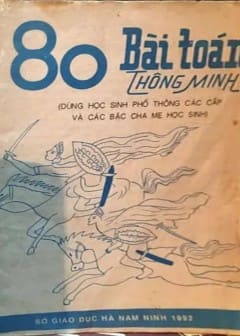 80 Bài toán
THÔNG MINH
(DÙNG HỌC SINH PHỔ THÔNG CÁC CẤP
VÀ CÁC BẬC CHA MẸ HỌC SINH)
SỞ GIÁO DỤC HÀ NAM NINH 1992